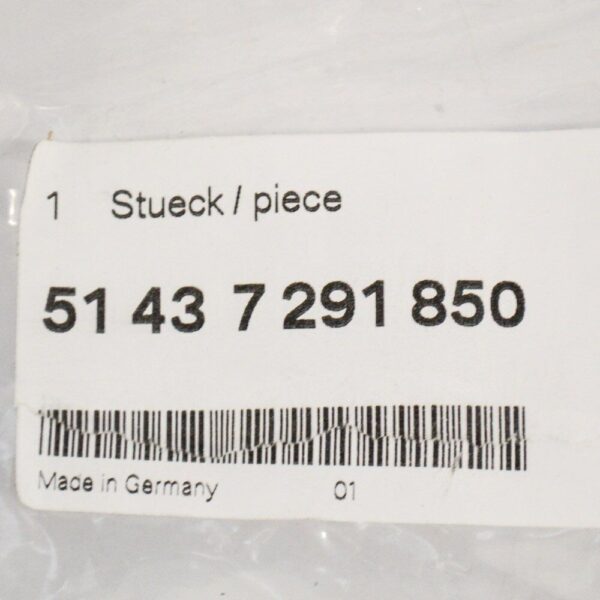 1 Stueck / piece
51 43 7 291 850
Made in Germany 01